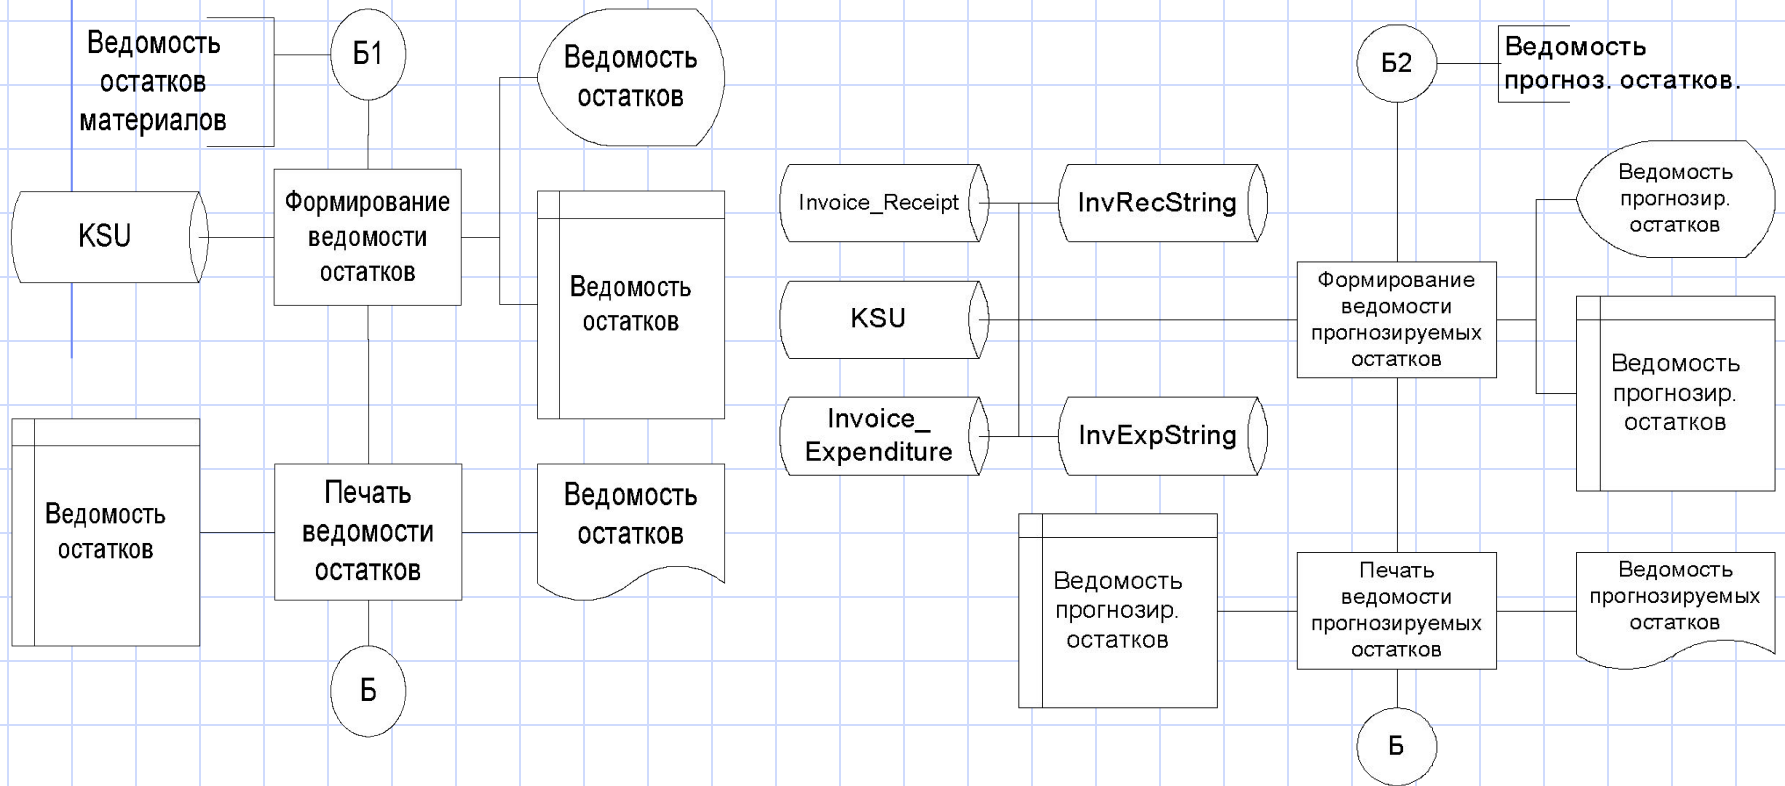 Ведомость
остатков
материалов
Б1
Ведомость
остатков
KSU
Формирование
ведомости
остатков
Ведомость
остатков
Ведомость
остатков
Печать
ведомости
остатков
Ведомость
остатков
Б
Б2
Ведомость
прогноз. остатков.
Invoice_Receipt
InvRecString
Ведомость
прогнозир.
остатков
KSU
Формирование
ведомости
прогнозируемых
остатков
Ведомость
прогнозир.
остатков
Invoice_
Expenditure
InvExpString
Ведомость
прогнозир.
остатков
Печать
ведомости
прогнозируемых
остатков
Ведомость
прогнозируемых
остатков
Б